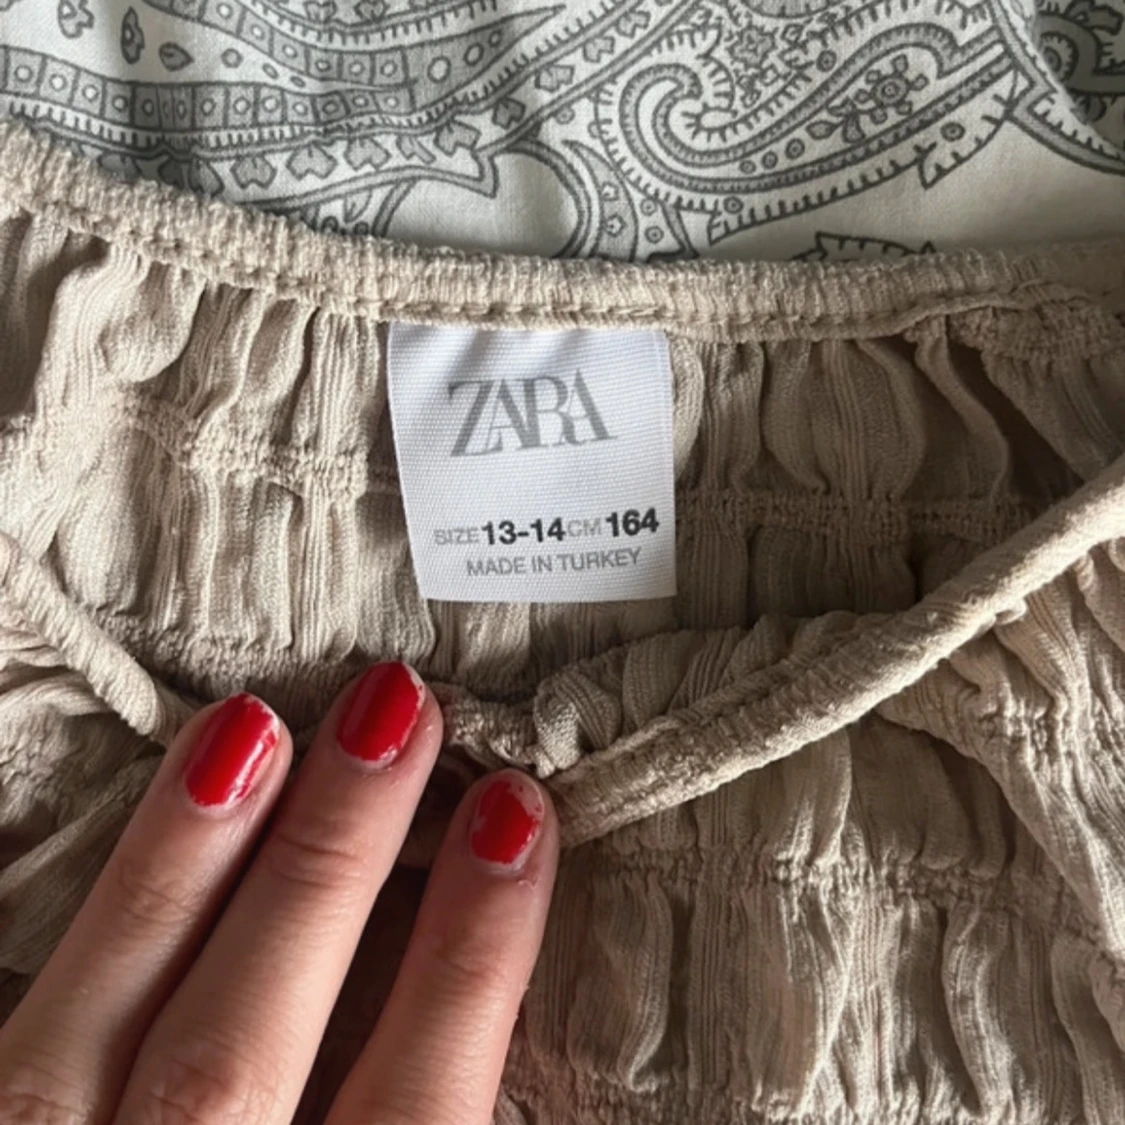 ZARA
SIZE 13-14 CM 164
MADE IN TURKEY